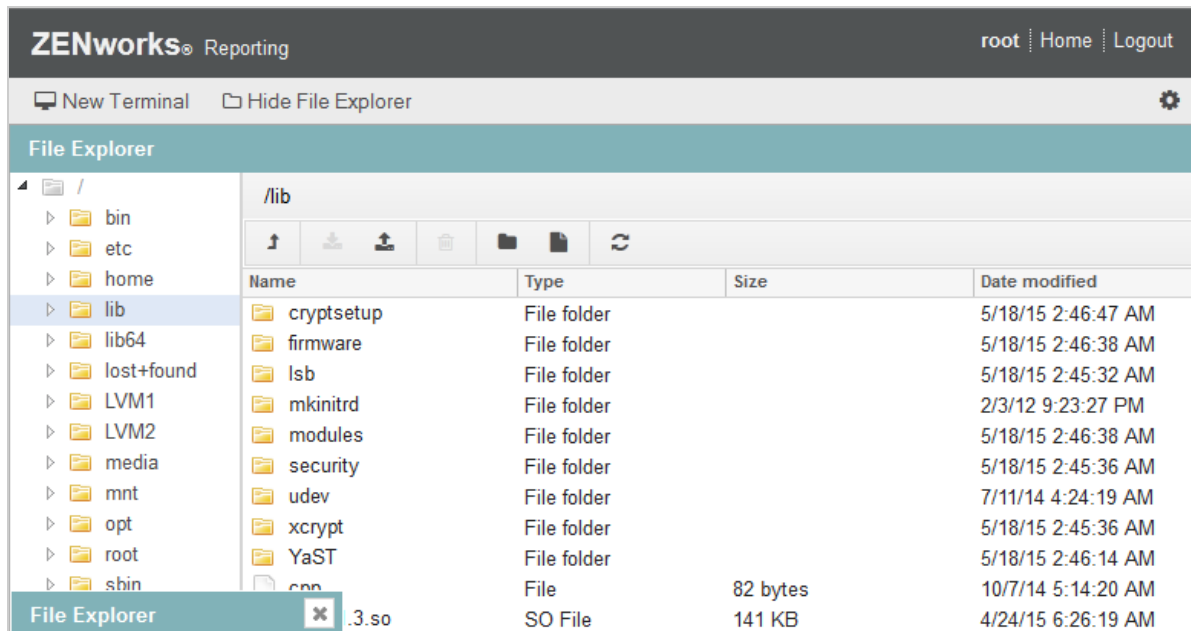 ZENworks® Reporting
root Home Logout
New Terminal Hide File Explorer
File Explorer
/
bin
etc
home
lib
lib64
lost+found
LVM1
LVM2
media
mnt
opt
root
sbin
/lib
Name Type Size Date modified
cryptsetup File folder 5/18/15 2:46:47 AM
firmware File folder 5/18/15 2:46:38 AM
lsb File folder 5/18/15 2:45:32 AM
mkinitrd File folder 2/3/12 9:23:27 PM
modules File folder 5/18/15 2:46:38 AM
security File folder 5/18/15 2:45:36 AM
udev File folder 7/11/14 4:24:19 AM
xcrypt File folder 5/18/15 2:45:36 AM
YaST File folder 5/18/15 2:46:14 AM
cpp File 82 bytes 10/7/14 5:14:20 AM
.3.so SO File 141 KB 4/24/15 6:26:19 AM
File Explorer